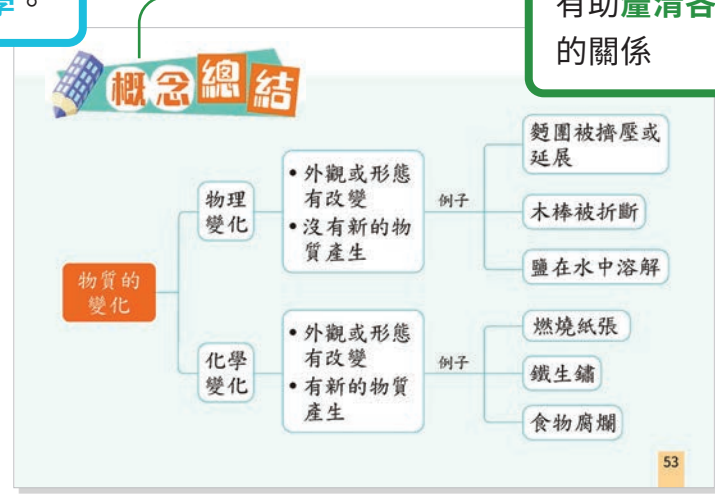 學。
有助釐清各
的關係
概念總結
物質的
變化
物理
變化
• 外觀或形態
有改變
• 沒有新的物
質產生
例子
麪團被擠壓或
延展
木棒被折斷
鹽在水中溶解
化學
變化
• 外觀或形態
有改變
• 有新的物質
產生
例子
燃燒紙張
鐵生鏽
食物腐爛
53